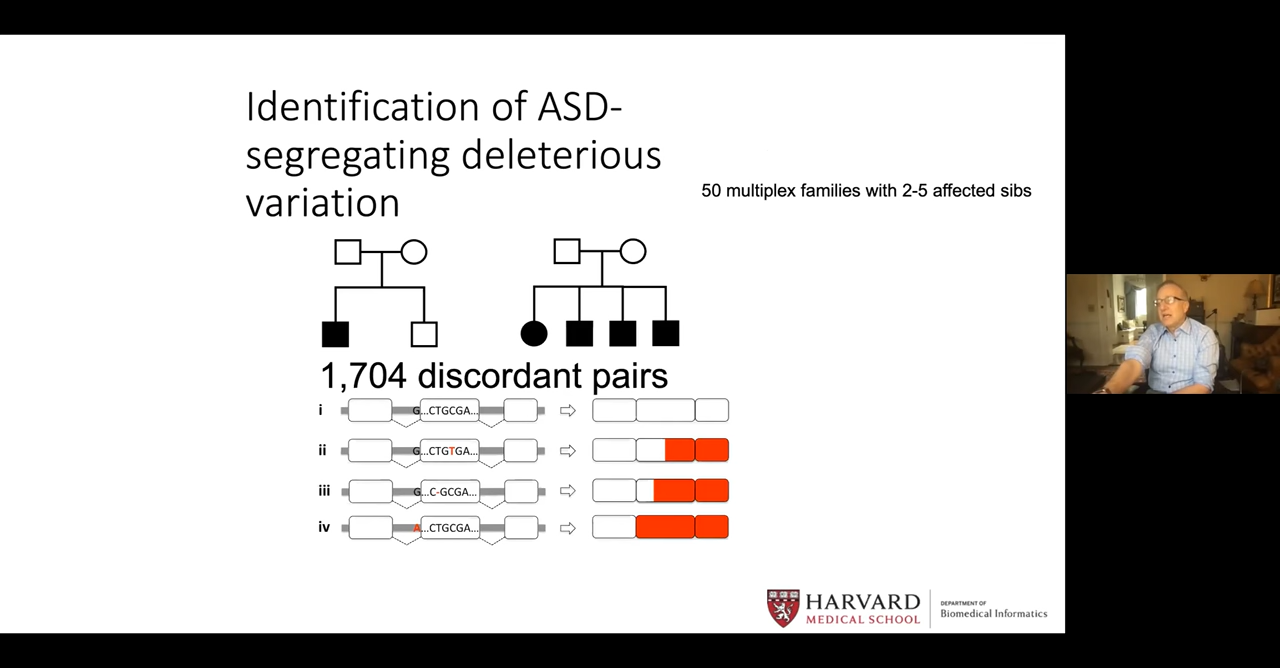 Identification of ASD-
segregating deleterious
variation
50 multiplex families with 2-5 affected sibs
1,704 discordant pairs
i G...CTGCGA...
ii G...CTGTGA...
iii G...C-GCGA...
iv A...CTGCGA...
HARVARD
MEDICAL SCHOOL
DEPARTMENT OF
Biomedical Informatics